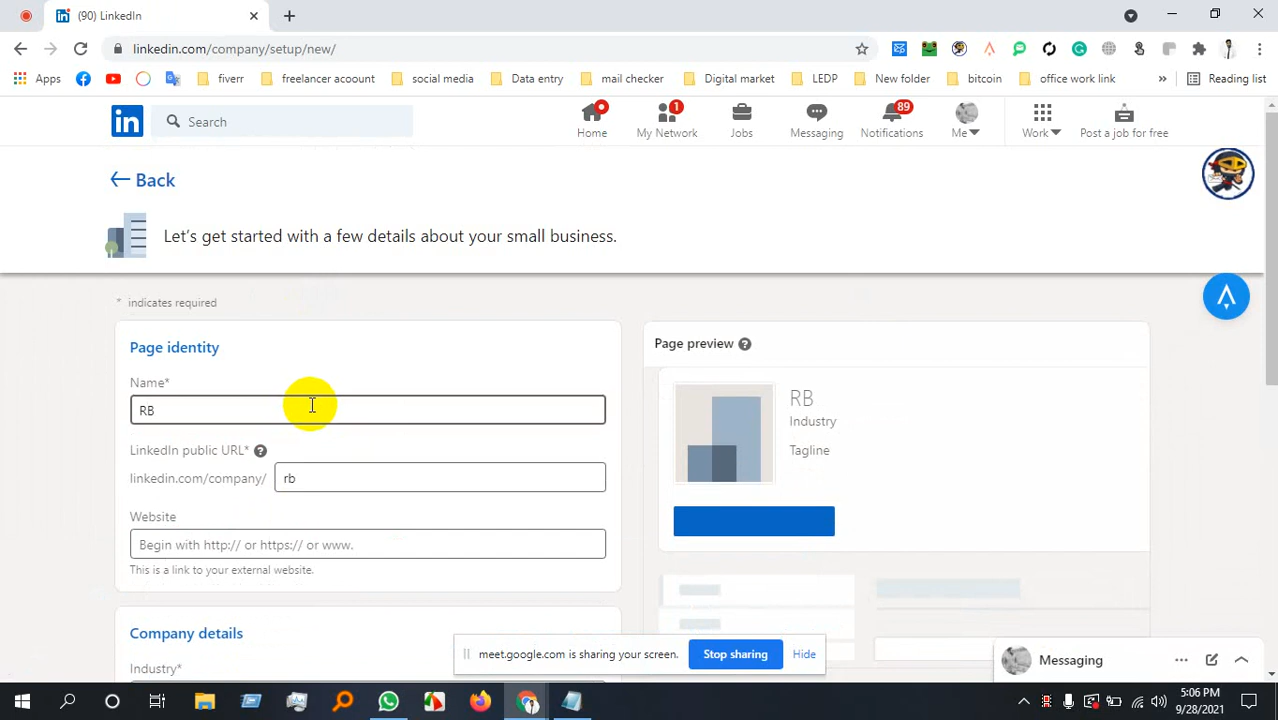 (90) LinkedIn
linkedin.com/company/setup/new/
Apps fiverr freelancer acount social media Data entry mail checker Digital market LEDP New folder bitcoin office work link » Reading list
in Search Home 1 My Network Jobs Messaging 89 Notifications Me Work Post a job for free
← Back
Let's get started with a few details about your small business.
* indicates required
Page identity
Name*
RB
LinkedIn public URL* ?
linkedin.com/company/ rb
Website
Begin with http:// or https:// or www.
This is a link to your external website.
Company details
Industry*
Page preview ?
RB
Industry
Tagline
meet.google.com is sharing your screen. Stop sharing Hide
Messaging
5:06 PM
9/28/2021